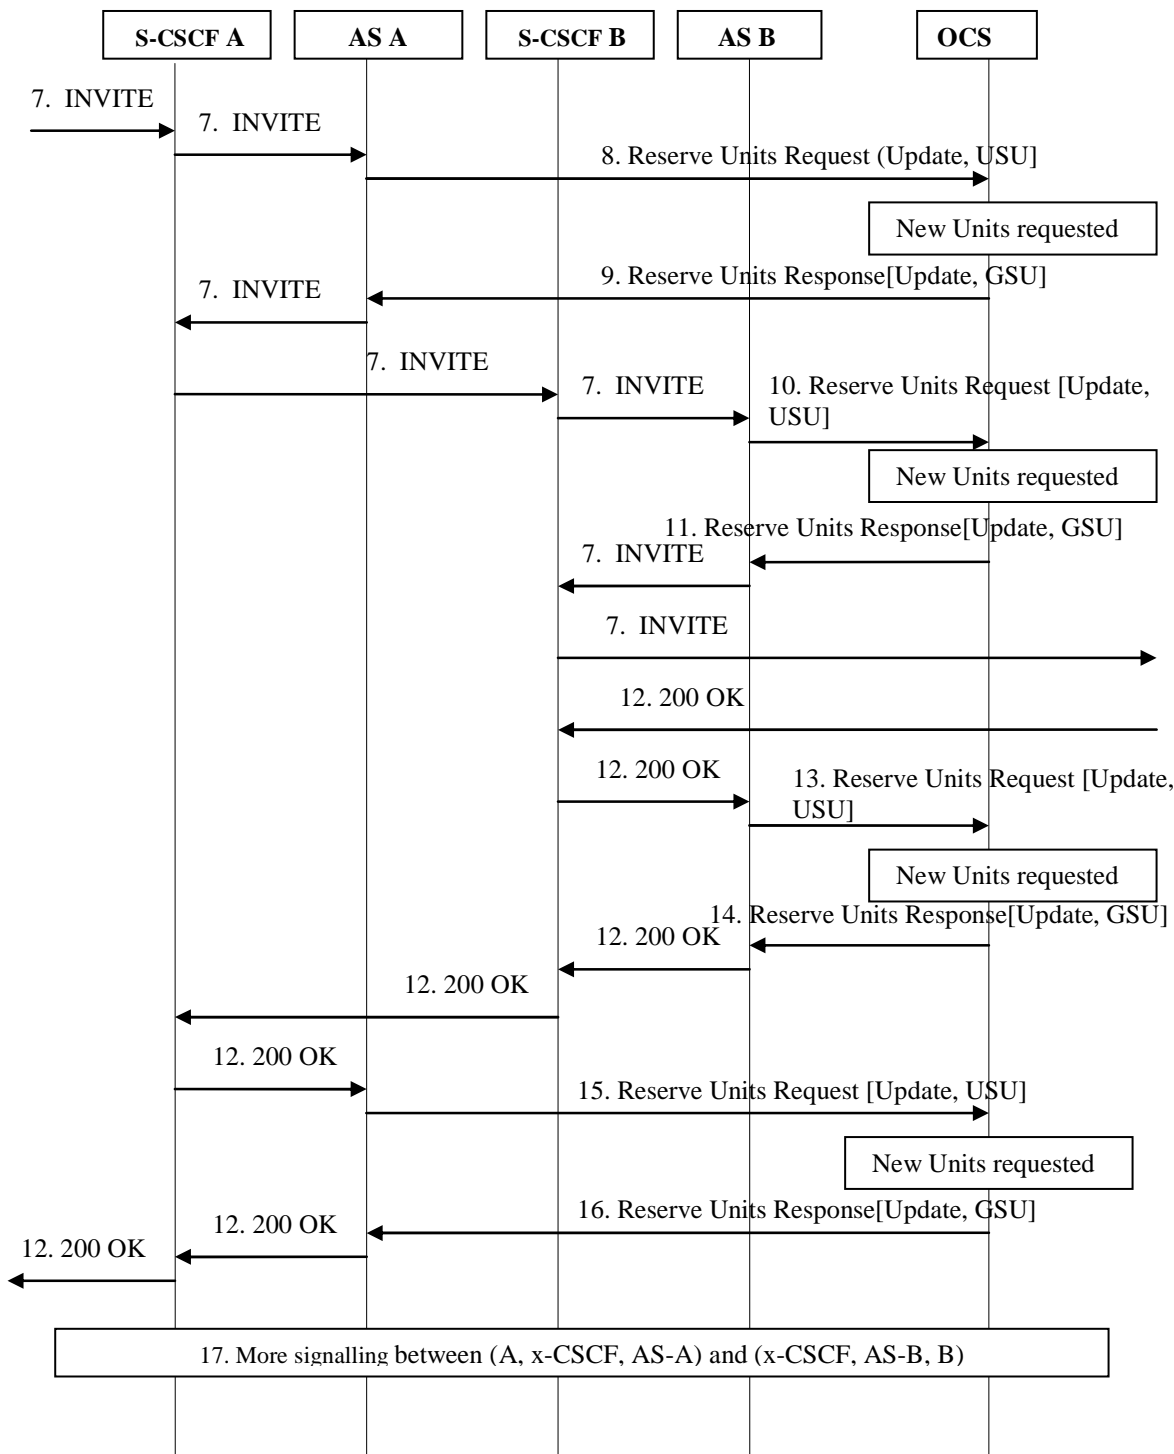 S-CSCF A
AS A
S-CSCF B
AS B
OCS
7.  INVITE
7.  INVITE
8. Reserve Units Request (Update, USU]
New Units requested
9. Reserve Units Response[Update, GSU]
7.  INVITE
7.  INVITE
7.  INVITE
10. Reserve Units Request [Update,
USU]
New Units requested
11. Reserve Units Response[Update, GSU]
7.  INVITE
7.  INVITE
12. 200 OK
12. 200 OK
13. Reserve Units Request [Update,
USU]
New Units requested
14. Reserve Units Response[Update, GSU]
12. 200 OK
12. 200 OK
12. 200 OK
15. Reserve Units Request [Update, USU]
New Units requested
16. Reserve Units Response[Update, GSU]
12. 200 OK
12. 200 OK
17. More signalling between (A, x-CSCF, AS-A) and (x-CSCF, AS-B, B)